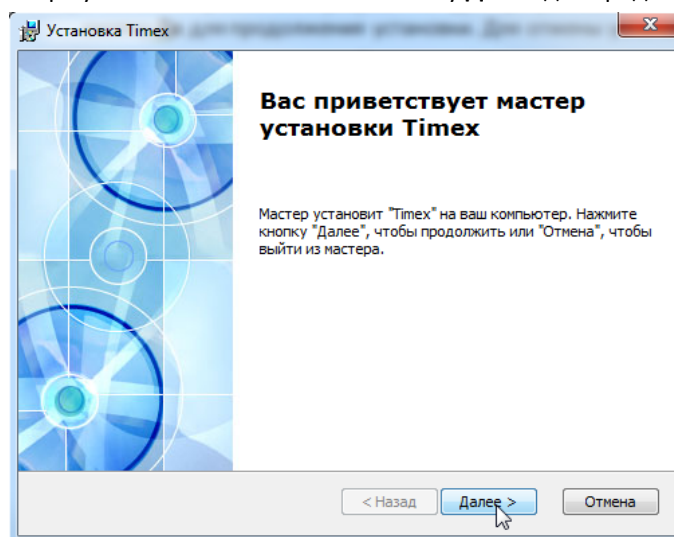 Установка Timex
Вас приветствует мастер
установки Timex
Мастер установит "Timex" на ваш компьютер. Нажмите
кнопку "Далее", чтобы продолжить или "Отмена", чтобы
выйти из мастера.
< Назад
Далее >
Отмена